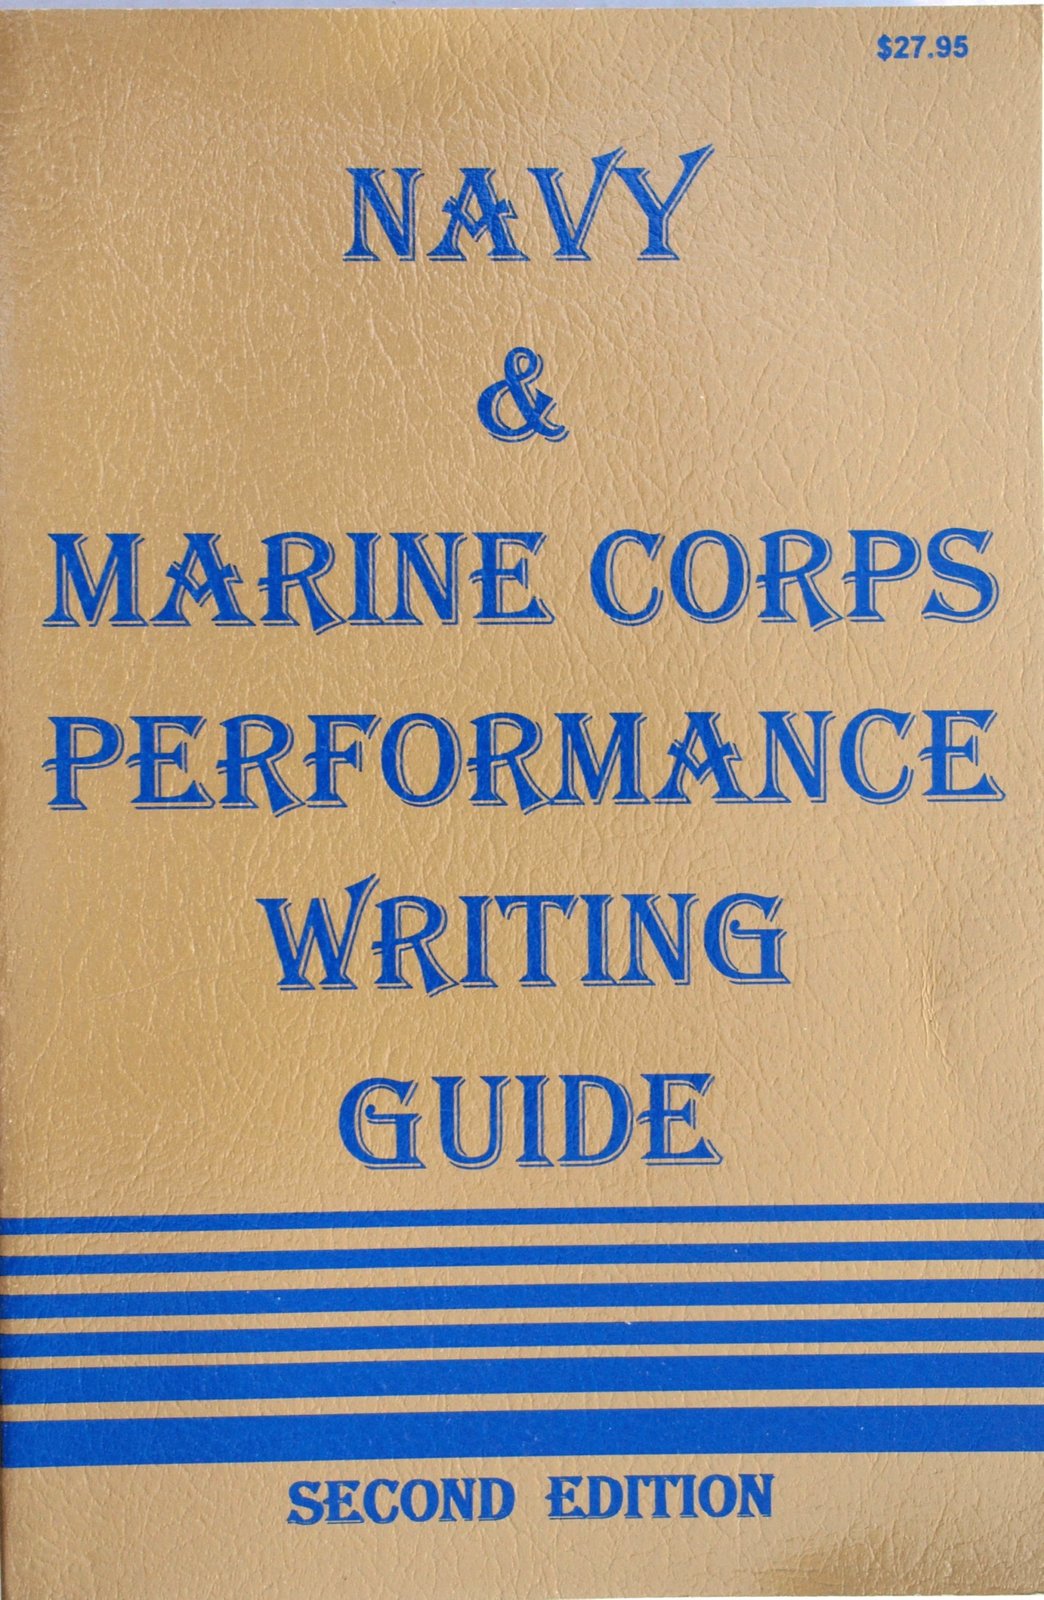 $27.95
NAVY
&
MARINE CORPS
PERFORMANCE
WRITING
GUIDE
SECOND EDITION